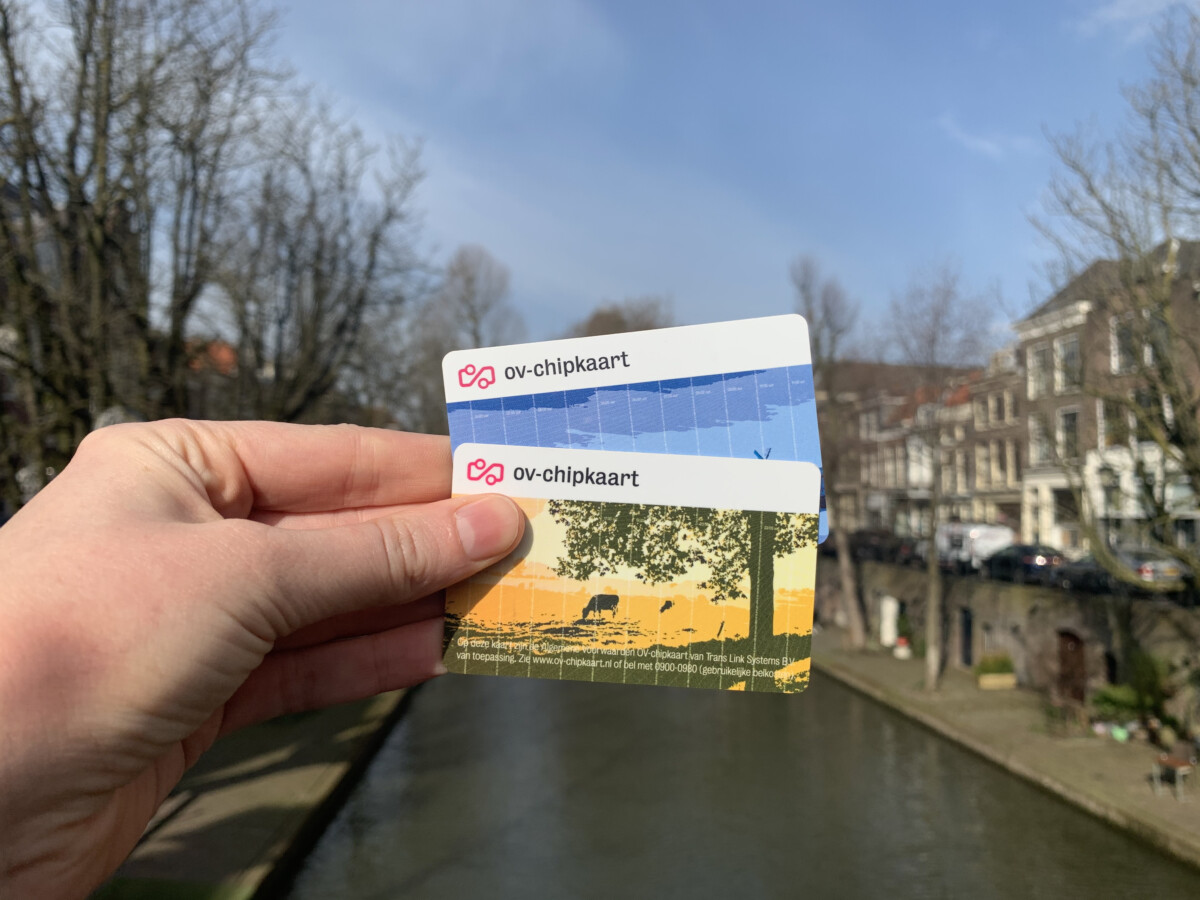 ov-chipkaart
ov-chipkaart
Op deze kaart zijn de Algemene Voorwaarden OV-chipkaart van Trans Link Systems B.V.
van toepassing. Zie www.ov-chipkaart.nl of bel met 0900-0980 (gebruikelijke belkosten)